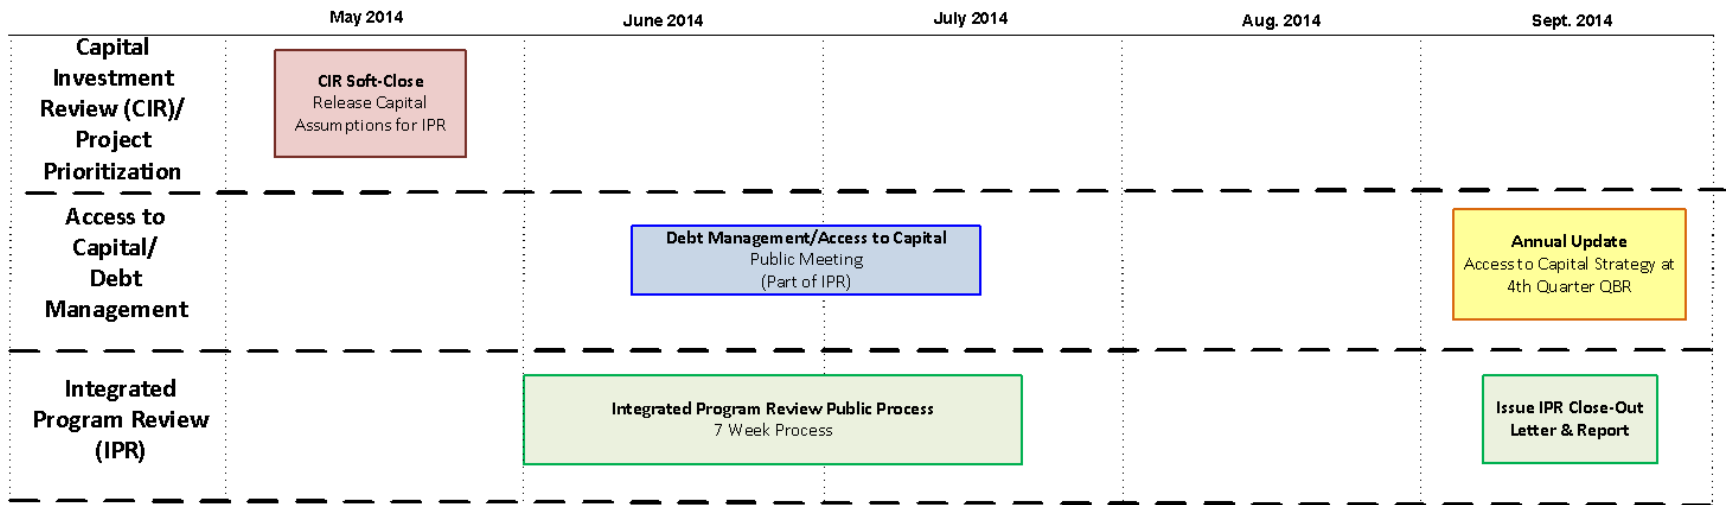 May 2014
June 2014
July 2014
Aug. 2014
Sept. 2014
Capital
Investment
Review (CIR)/
Project
Prioritization
CIR Soft-Close
Release Capital
Assumptions for IPR
Access to
Capital/
Debt
Management
Debt Management/Access to Capital
Public Meeting
(Part of IPR)
Annual Update
Access to Capital Strategy at
4th Quarter QBR
Integrated
Program Review
(IPR)
Integrated Program Review Public Process
7 Week Process
Issue IPR Close-Out
Letter & Report